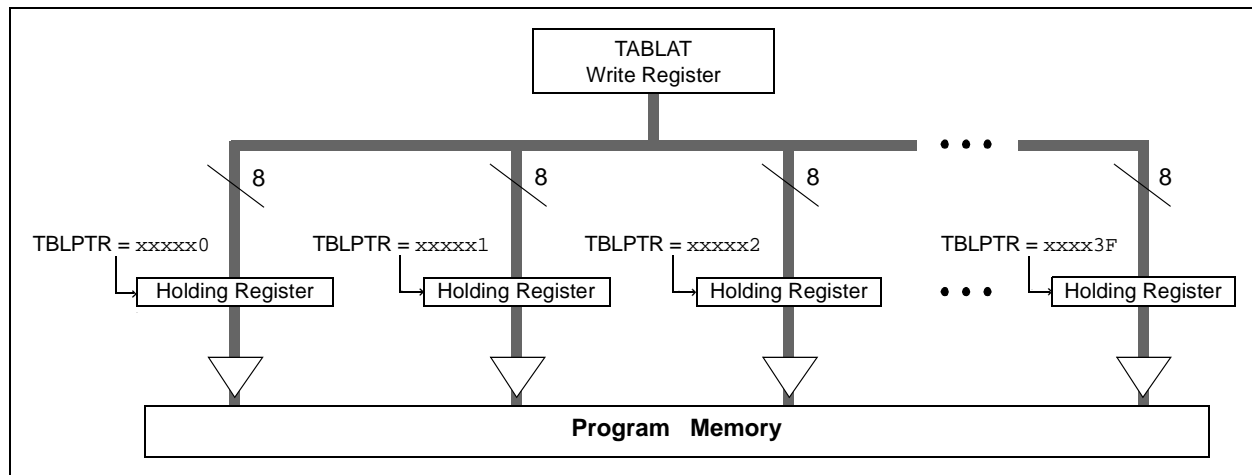 TABLAT
Write Register
• • •
8
8
8
8
TBLPTR = xxxxx0
TBLPTR = xxxxx1
TBLPTR = xxxxx2
TBLPTR = xxxx3F
Holding Register
Holding Register
Holding Register
• • •
Holding Register
Program Memory